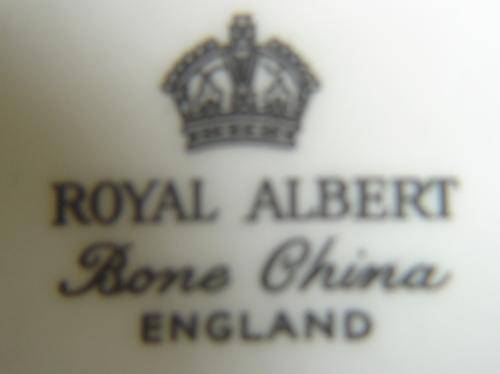 ROYAL ALBERT
Bone China
ENGLAND